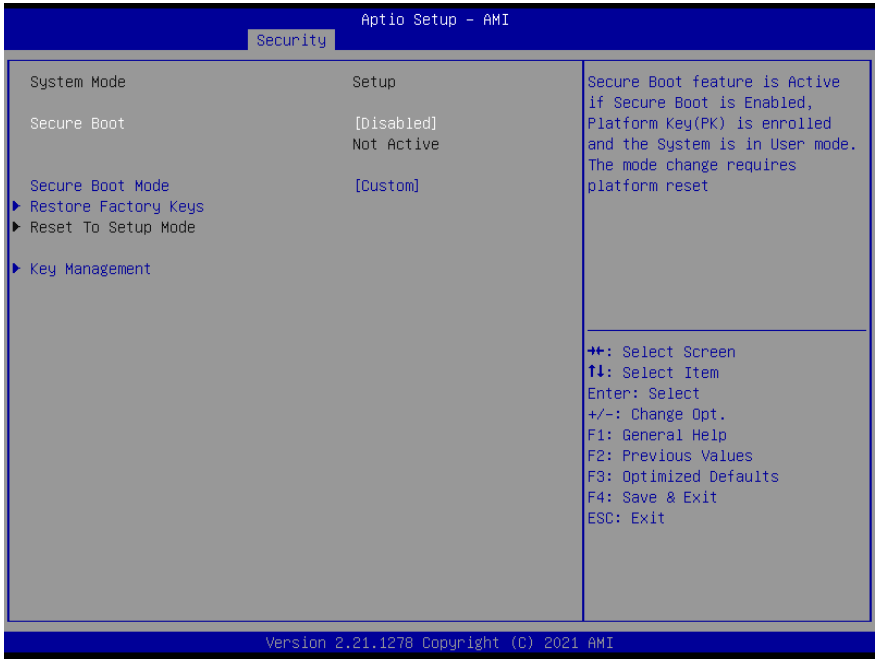 Aptio Setup – AMI
Security
System Mode Setup
Secure Boot [Disabled]
Not Active
Secure Boot Mode [Custom]
Restore Factory Keys
Reset To Setup Mode
Key Management
Secure Boot feature is Active
if Secure Boot is Enabled,
Platform Key(PK) is enrolled
and the System is in User mode.
The mode change requires
platform reset
→←: Select Screen
↑↓: Select Item
Enter: Select
+/-: Change Opt.
F1: General Help
F2: Previous Values
F3: Optimized Defaults
F4: Save & Exit
ESC: Exit
Version 2.21.1278 Copyright (C) 2021 AMI